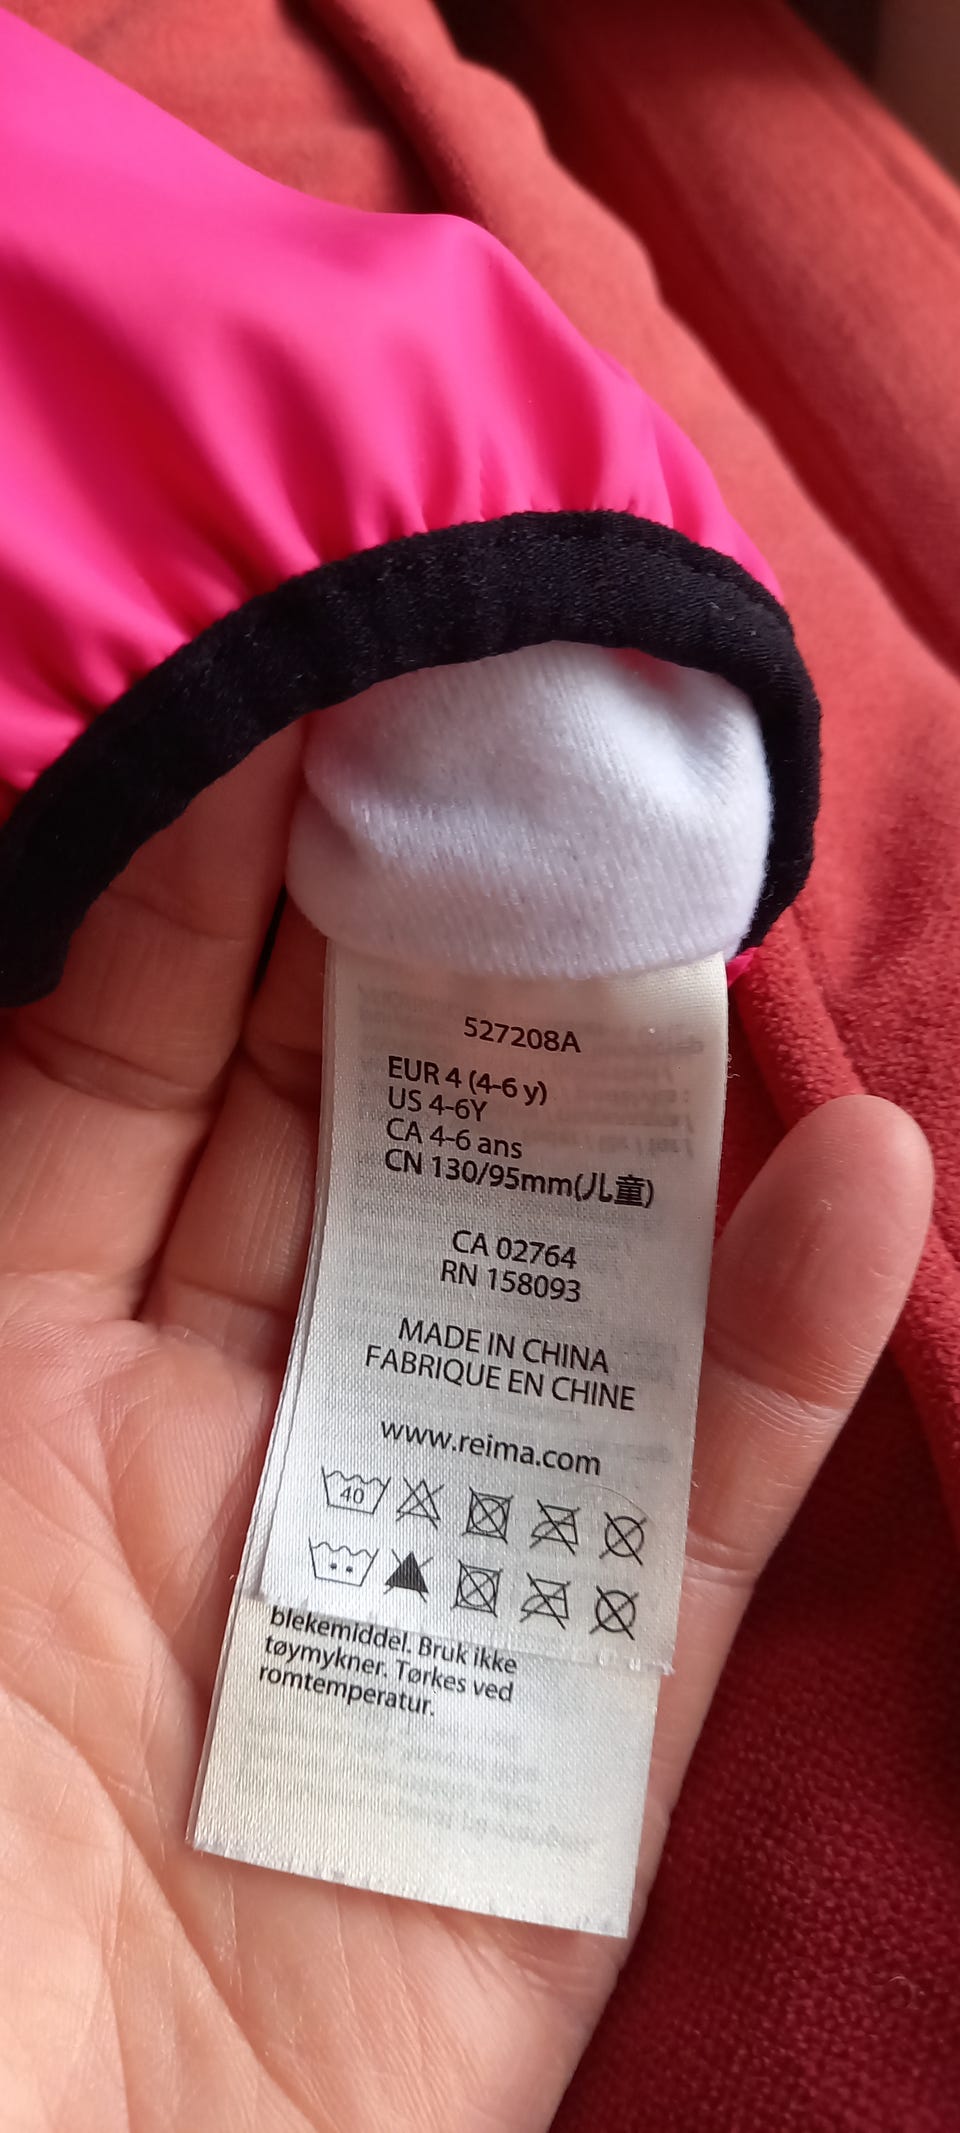 527208A
EUR 4 (4-6 y)
US 4-6Y
CA 4-6 ans
CN 130/95mm(儿童)
CA 02764
RN 158093
MADE IN CHINA
FABRIQUE EN CHINE
www.reima.com
40
blekemiddel. Bruk ikke
tøymykner. Tørkes ved
romtemperatur.